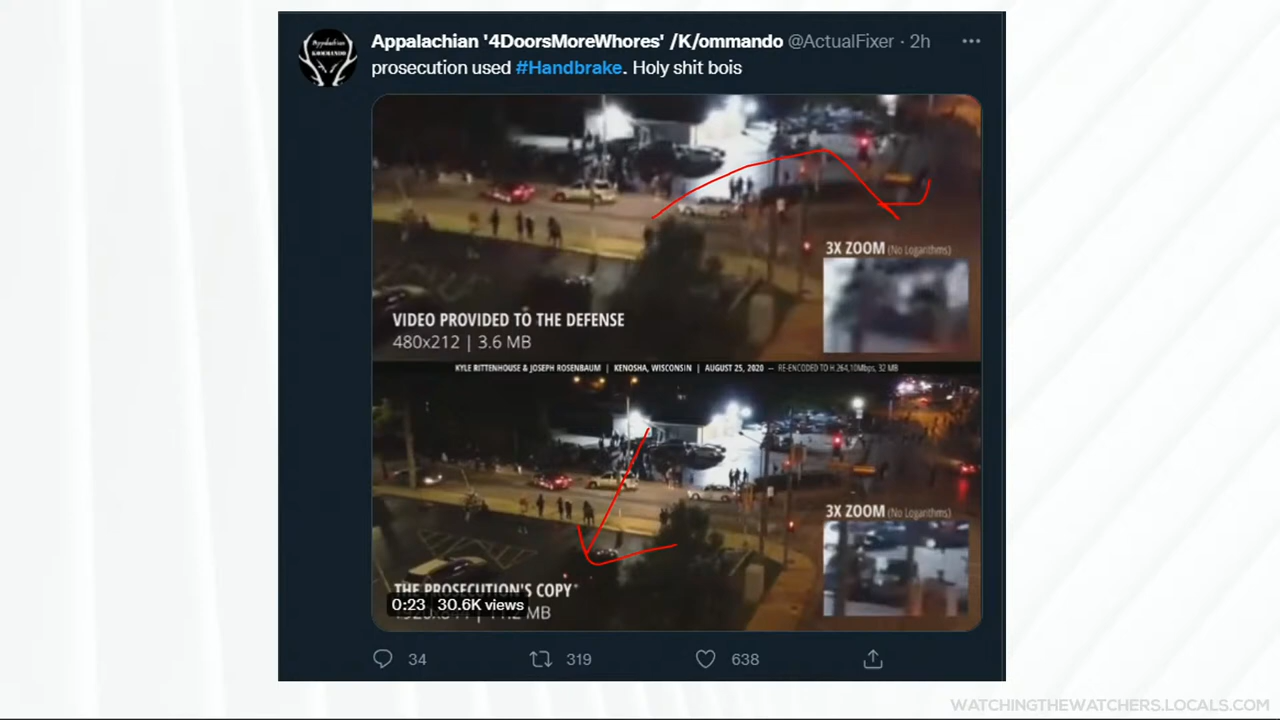 Appalachian '4DoorsMoreWhores' /K/ommando @ActualFixer · 2h
prosecution used #Handbrake. Holy shit bois
3X ZOOM (No Logarithms)
VIDEO PROVIDED TO THE DEFENSE
480x212 | 3.6 MB
KYLE RITTENHOUSE & JOSEPH ROSENBAUM | KENOSHA, WISCONSIN | AUGUST 25, 2020 — RE-ENCODED TO H.264,10Mbps, 32 MB
3X ZOOM (No Logarithms)
THE PROSECUTION'S COPY*
0:23 30.6K views
MB
34 319 638
WATCHINGTHEWATCHERS.LOCALS.COM